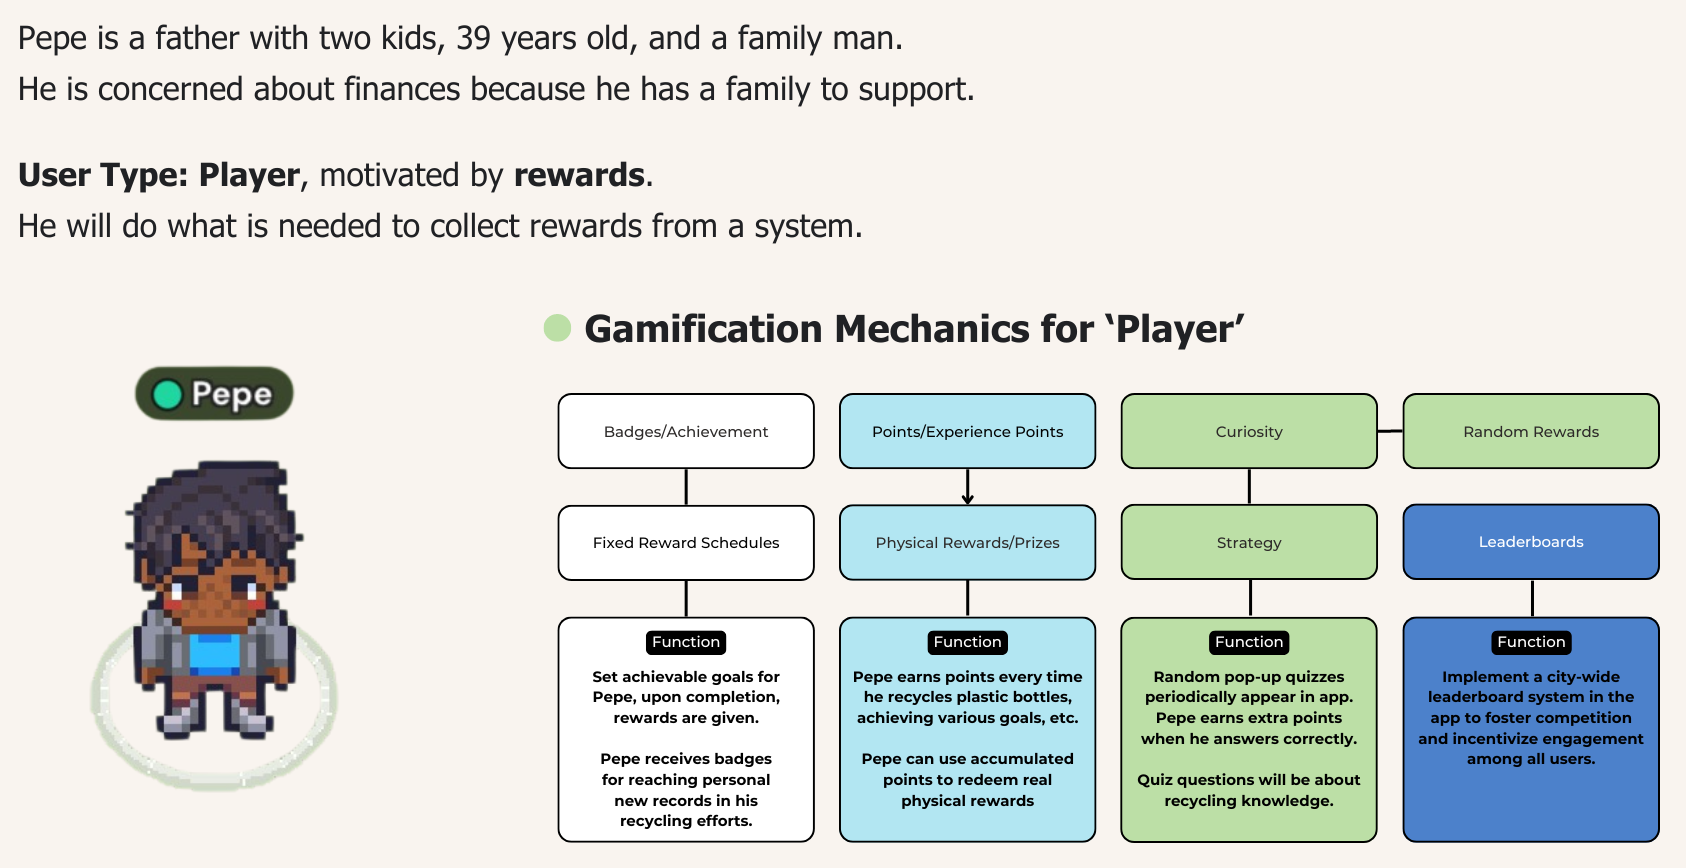 Pepe is a father with two kids, 39 years old, and a family man.
He is concerned about finances because he has a family to support.
User Type: Player, motivated by rewards.
He will do what is needed to collect rewards from a system.
Gamification Mechanics for ‘Player’
Pepe
Badges/Achievement
Fixed Reward Schedules
Function
Set achievable goals for
Pepe, upon completion,
rewards are given.
Pepe receives badges
for reaching personal
new records in his
recycling efforts.
Points/Experience Points
Physical Rewards/Prizes
Function
Pepe earns points every time
he recycles plastic bottles,
achieving various goals, etc.
Pepe can use accumulated
points to redeem real
physical rewards
Curiosity
Strategy
Function
Random pop-up quizzes
periodically appear in app.
Pepe earns extra points
when he answers correctly.
Quiz questions will be about
recycling knowledge.
Random Rewards
Leaderboards
Function
Implement a city-wide
leaderboard system in the
app to foster competition
and incentivize engagement
among all users.